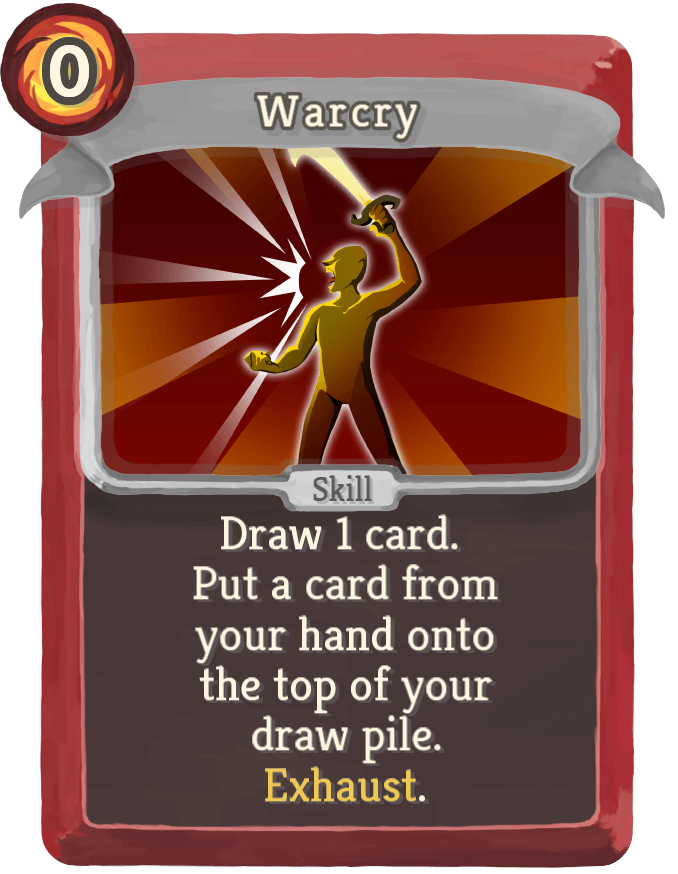 0
Warcry
Skill
Draw 1 card.
Put a card from
your hand onto
the top of your
draw pile.
Exhaust.